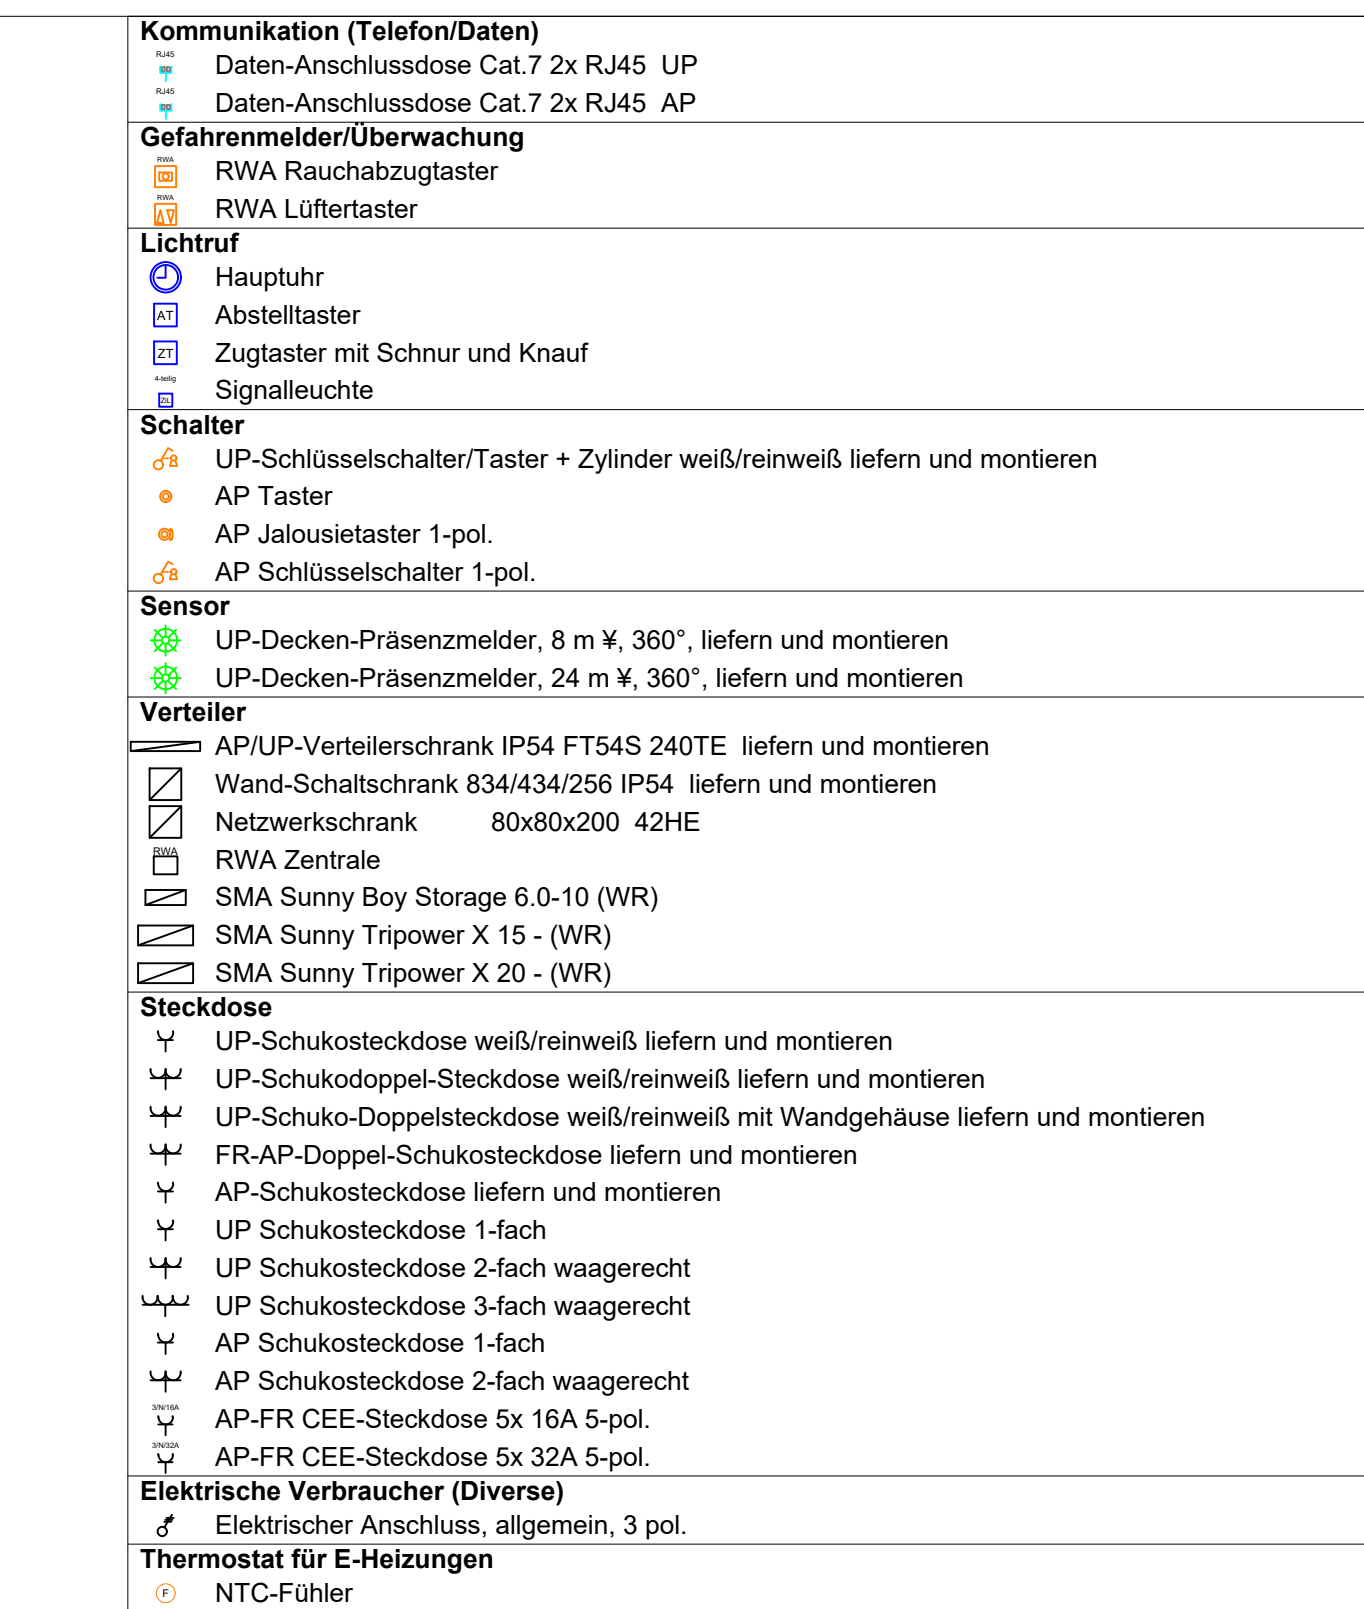 Kommunikation (Telefon/Daten)
RJ45 Daten-Anschlussdose Cat.7 2x RJ45 UP
RJ45 Daten-Anschlussdose Cat.7 2x RJ45 AP
Gefahrenmelder/Überwachung
RWA RWA Rauchabzugtaster
RWA RWA Lüftertaster
Lichtruf
Hauptuhr
AT Abstelltaster
ZT Zugtaster mit Schnur und Knauf
4-teilig ZiL Signalleuchte
Schalter
UP-Schlüsselschalter/Taster + Zylinder weiß/reinweiß liefern und montieren
AP Taster
AP Jalousietaster 1-pol.
AP Schlüsselschalter 1-pol.
Sensor
UP-Decken-Präsenzmelder, 8 m ¥, 360°, liefern und montieren
UP-Decken-Präsenzmelder, 24 m ¥, 360°, liefern und montieren
Verteiler
AP/UP-Verteilerschrank IP54 FT54S 240TE liefern und montieren
Wand-Schaltschrank 834/434/256 IP54 liefern und montieren
Netzwerkschrank 80x80x200 42HE
RWA RWA Zentrale
SMA Sunny Boy Storage 6.0-10 (WR)
SMA Sunny Tripower X 15 - (WR)
SMA Sunny Tripower X 20 - (WR)
Steckdose
UP-Schukosteckdose weiß/reinweiß liefern und montieren
UP-Schukodoppel-Steckdose weiß/reinweiß liefern und montieren
UP-Schuko-Doppelsteckdose weiß/reinweiß mit Wandgehäuse liefern und montieren
FR-AP-Doppel-Schukosteckdose liefern und montieren
AP-Schukosteckdose liefern und montieren
UP Schukosteckdose 1-fach
UP Schukosteckdose 2-fach waagerecht
UP Schukosteckdose 3-fach waagerecht
AP Schukosteckdose 1-fach
AP Schukosteckdose 2-fach waagerecht
3/N/16A AP-FR CEE-Steckdose 5x 16A 5-pol.
3/N/32A AP-FR CEE-Steckdose 5x 32A 5-pol.
Elektrische Verbraucher (Diverse)
Elektrischer Anschluss, allgemein, 3 pol.
Thermostat für E-Heizungen
F NTC-Fühler